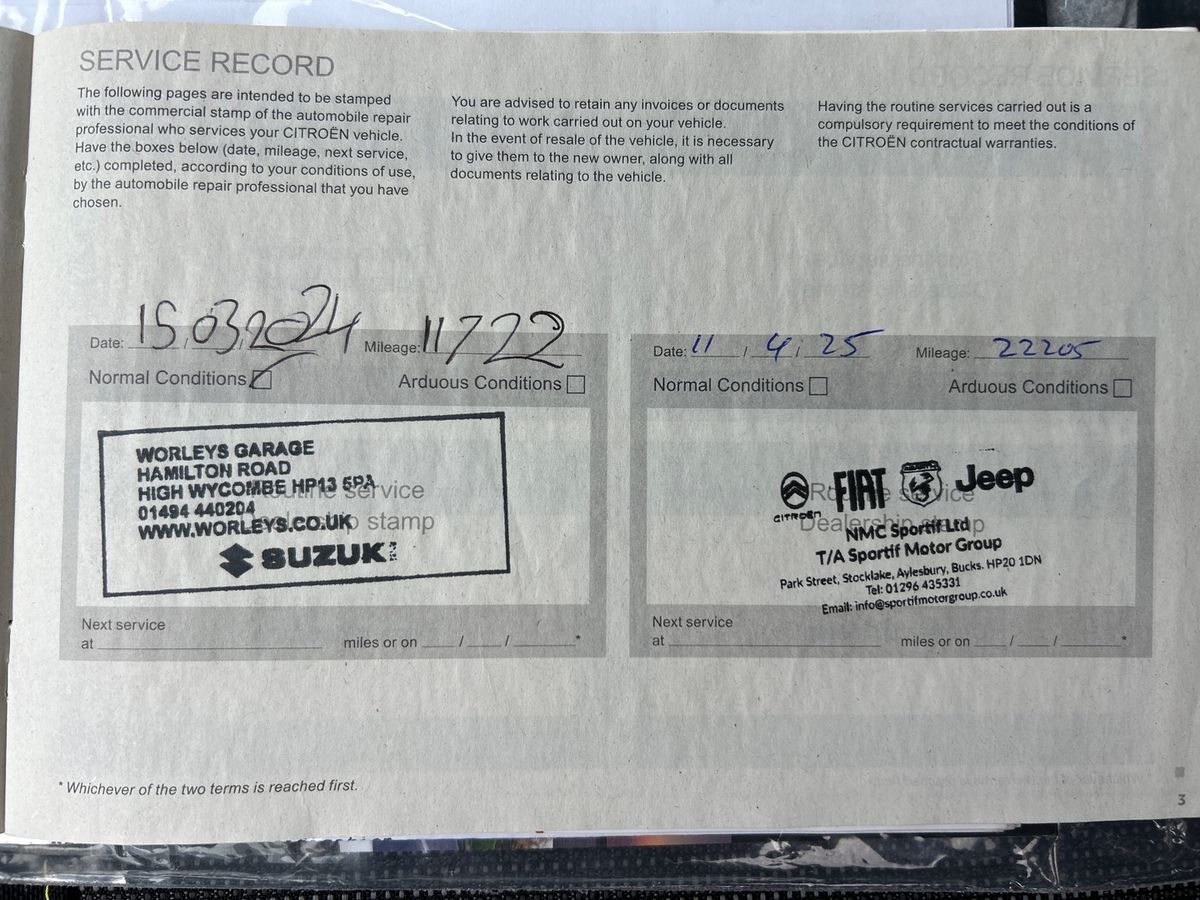 SERVICE RECORD
The following pages are intended to be stamped
with the commercial stamp of the automobile repair
professional who services your CITROËN vehicle.
Have the boxes below (date, mileage, next service,
etc.) completed, according to your conditions of use,
by the automobile repair professional that you have
chosen.
You are advised to retain any invoices or documents
relating to work carried out on your vehicle.
In the event of resale of the vehicle, it is necessary
to give them to the new owner, along with all
documents relating to the vehicle.
Having the routine services carried out is a
compulsory requirement to meet the conditions of
the CITROËN contractual warranties.
Date: 15/03/2024 Mileage: 11722
Normal Conditions Arduous Conditions
WORLEYS GARAGE
HAMILTON ROAD
HIGH WYCOMBE HP13 5PA
01494 440204
WWW.WORLEYS.CO.UK
SUZUKI
Routine service
stamp
Next service
at miles or on / / *
Date: 11 / 4 / 25 Mileage: 22205
Normal Conditions Arduous Conditions
CITROËN FIAT Jeep
Routine service
Dealership stamp
NMC Sportif Ltd
T/A Sportif Motor Group
Park Street, Stocklake, Aylesbury, Bucks. HP20 1DN
Tel: 01296 435331
Email: info@sportifmotorgroup.co.uk
Next service
at miles or on / / *
* Whichever of the two terms is reached first.
3